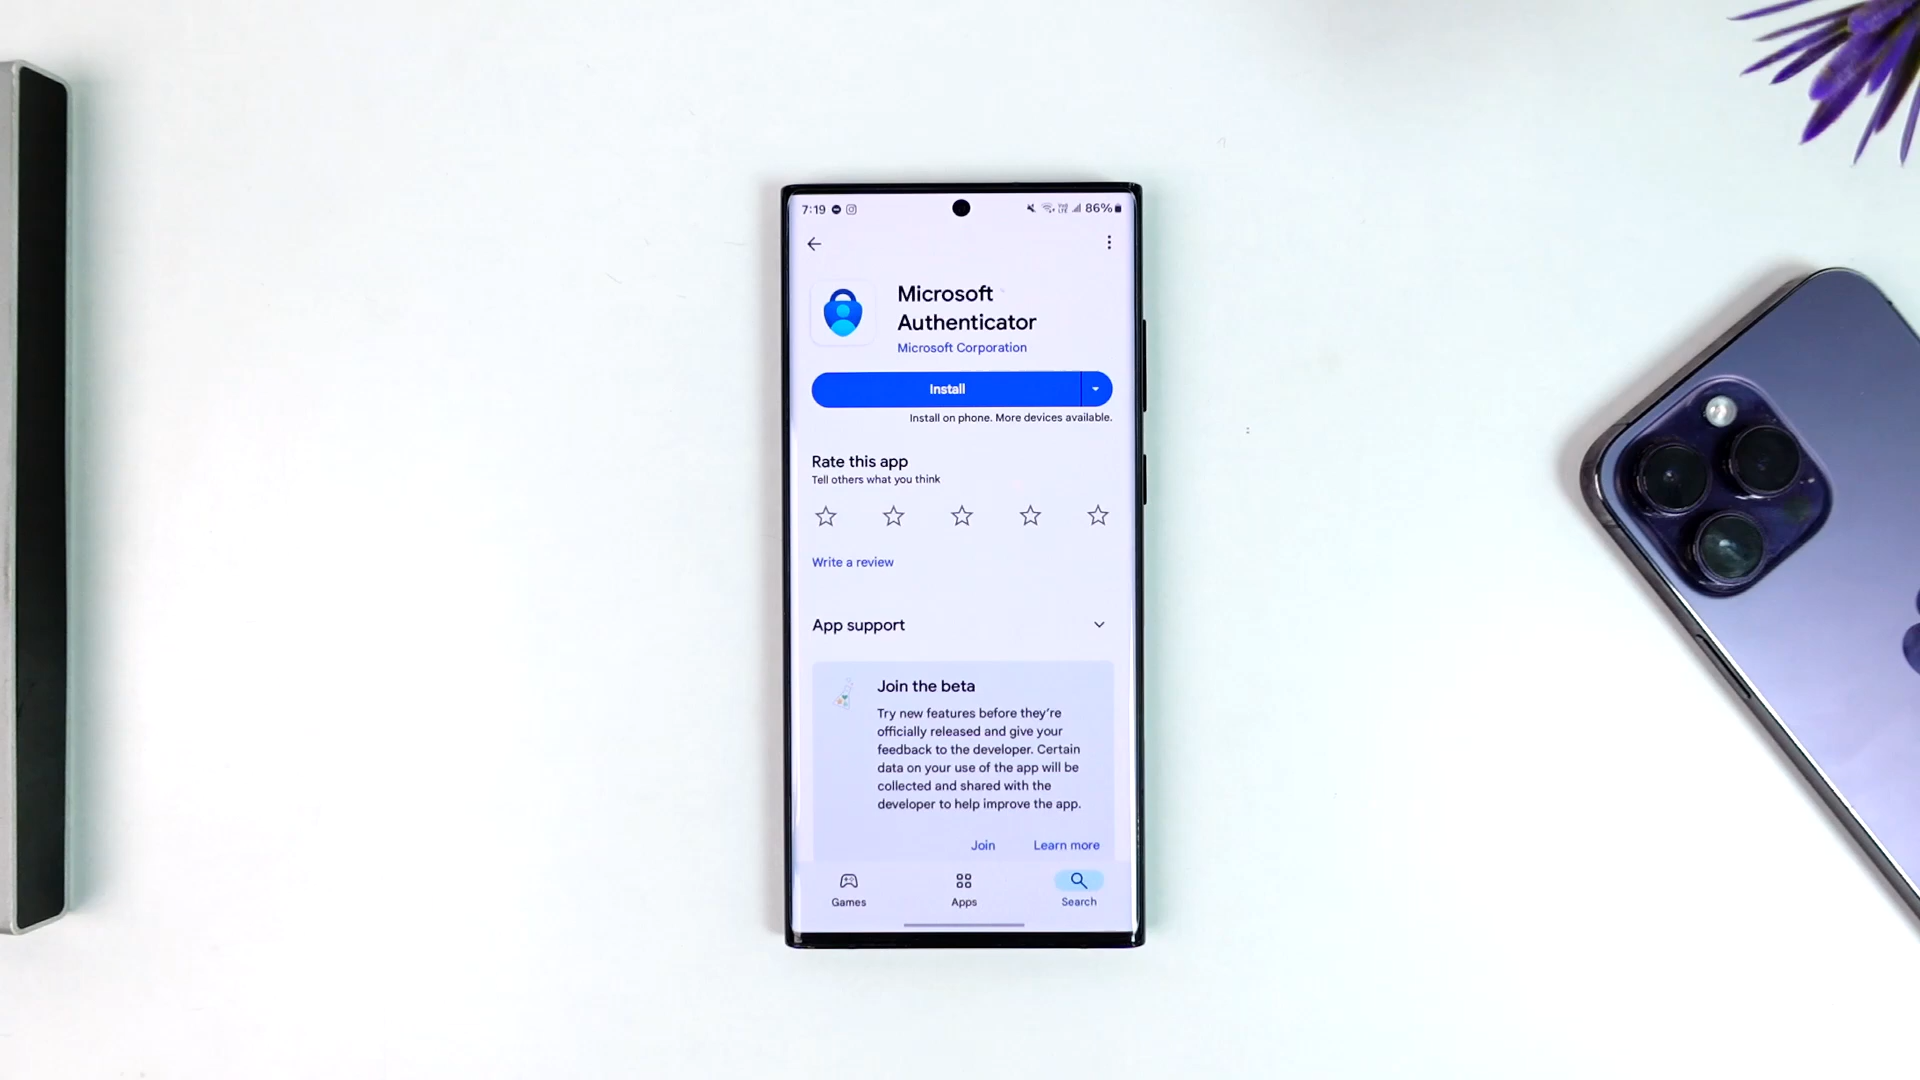 7:19
86%
Microsoft
Authenticator
Microsoft Corporation
Install
Install on phone. More devices available.
Rate this app
Tell others what you think
Write a review
App support
Join the beta
Try new features before they're
officially released and give your
feedback to the developer. Certain
data on your use of the app will be
collected and shared with the
developer to help improve the app.
Join Learn more
Games Apps Search